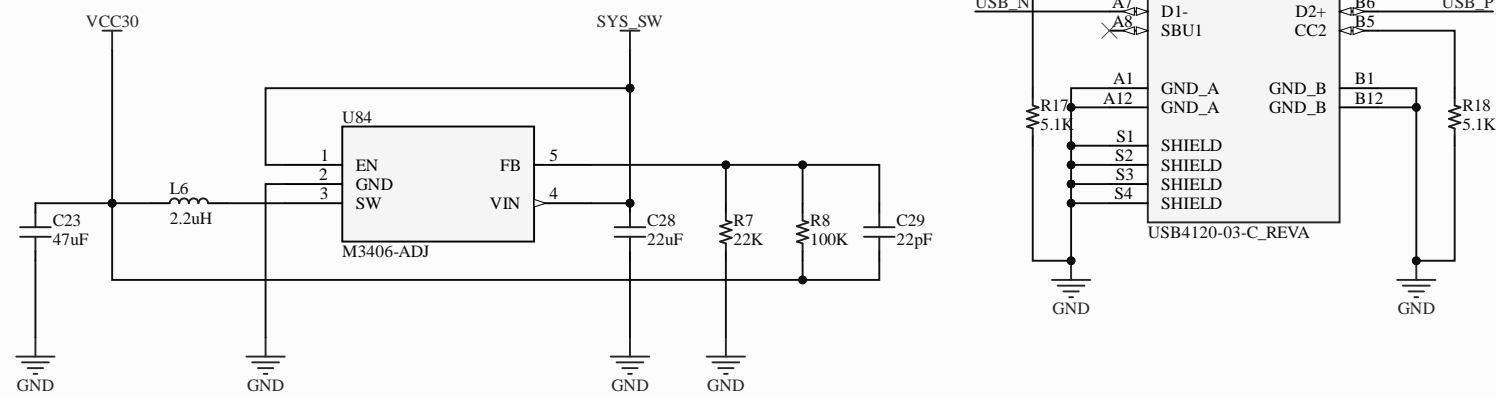 VCC30
SYS_SW
U84
1
EN
2
GND
3
SW
FB
5
VIN
4
M3406-ADJ
L6
2.2uH
C23
47uF
C28
22uF
R7
22K
R8
100K
C29
22pF
GND
GND
GND
GND
USB_N
A7
D1-
A8
SBU1
D2+
B6
USB_P
CC2
B5
A1
GND_A
A12
GND_A
GND_B
B1
GND_B
B12
R17
5.1K
R18
5.1K
S1
SHIELD
S2
SHIELD
S3
SHIELD
S4
SHIELD
USB4120-03-C_REVA
GND
GND